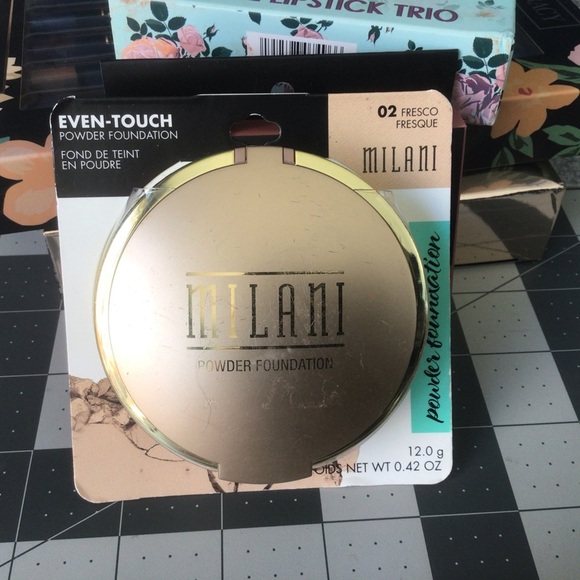 LIPSTICK TRIO
EVEN-TOUCH
POWDER FOUNDATION
FOND DE TEINT
EN POUDRE
02 FRESCO
FRESQUE
MILANI
MILANI
POWDER FOUNDATION
powder foundation
12.0 g
NET WT 0.42 OZ